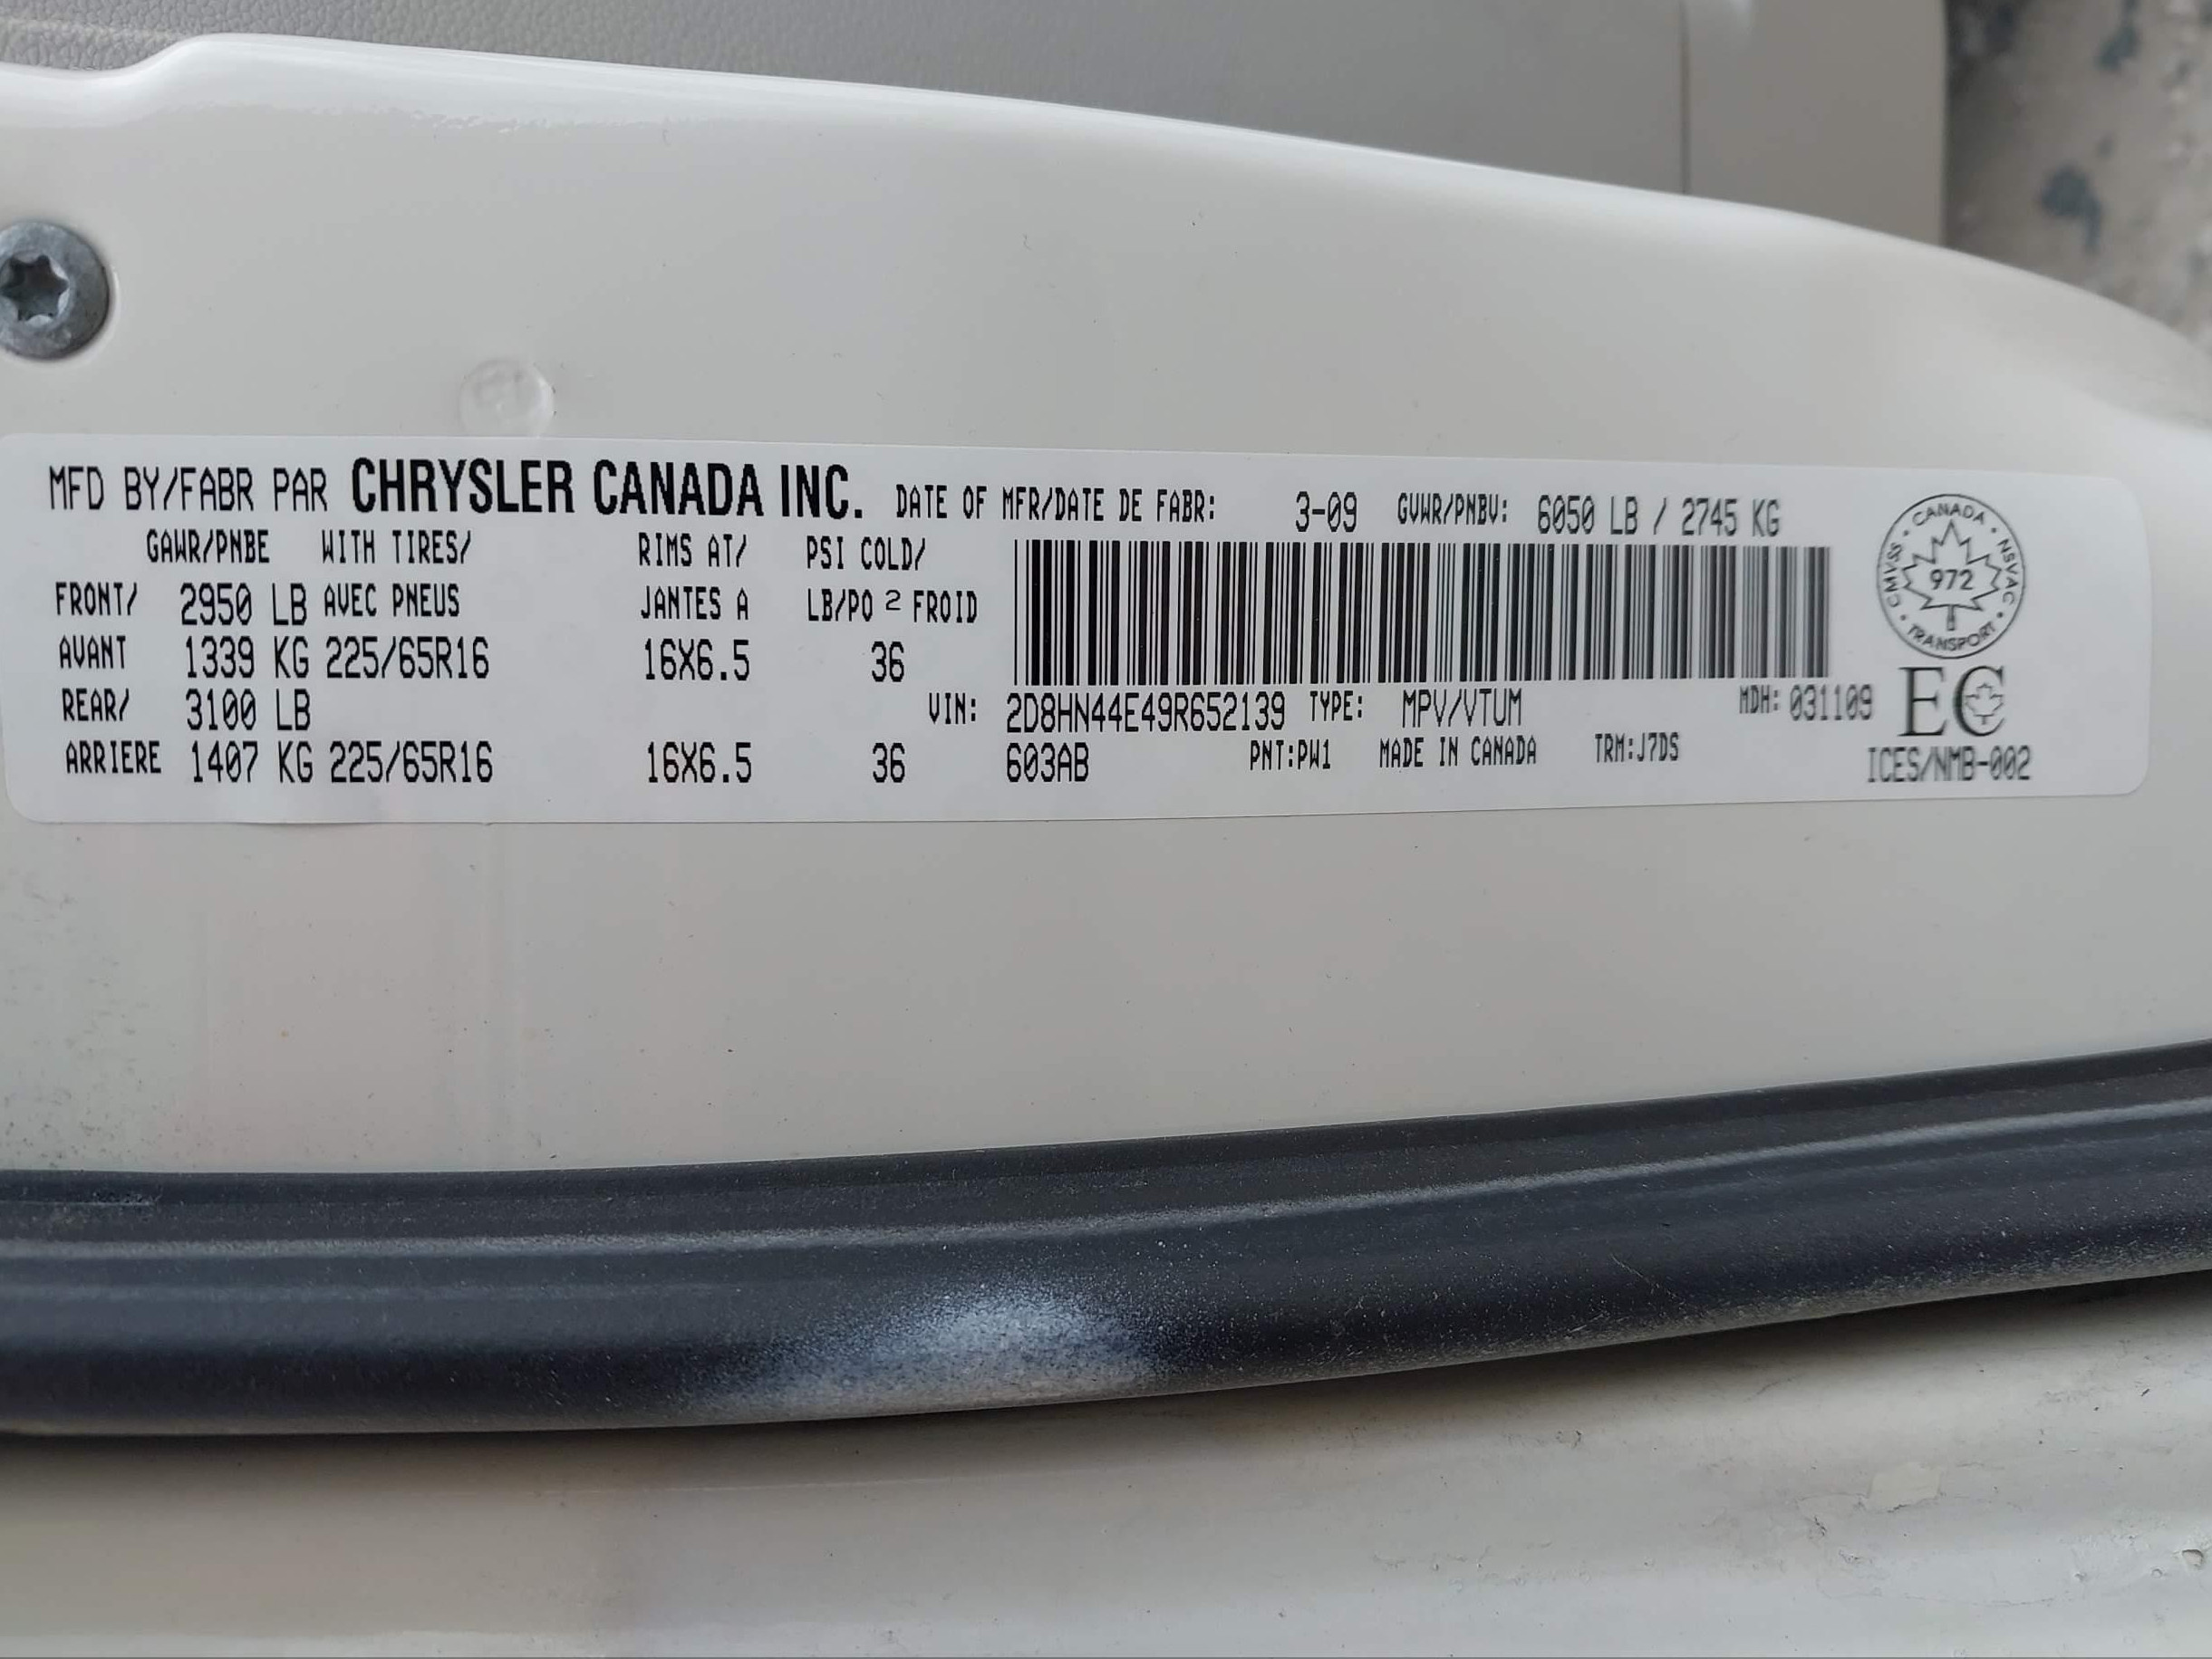 MFD BY/FABR PAR CHRYSLER CANADA INC. DATE OF MFR/DATE DE FABR: 3-09 GVWR/PNBV: 6050 LB / 2745 KG
GAWR/PNBE WITH TIRES/ RIMS AT/ PSI COLD/
FRONT/ 2950 LB AVEC PNEUS JANTES A LB/PO 2 FROID
AVANT 1339 KG 225/65R16 16X6.5 36
REAR/ 3100 LB VIN: 2D8HN44E49R652139 TYPE: MPV/VTUM MDH: 031109
ARRIERE 1407 KG 225/65R16 16X6.5 36 603AB PNT:PW1 MADE IN CANADA TRM:J7DS
CANADA • NSVAC • TRANSPORT • CMVSS •
972
EC
ICES/NMB-002